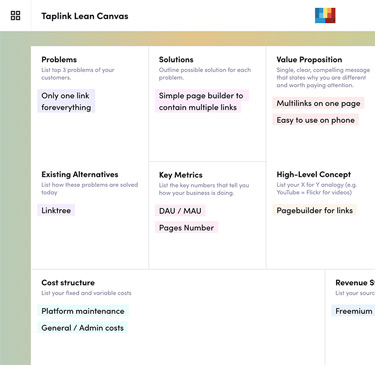 Taplink Lean Canvas
Problems
List top 3 problems of your
customers.
Only one link
foreverything
Existing Alternatives
List how these problems are solved
today
Linktree
Solutions
Outline possible solution for each
problem.
Simple page builder to
contain multiple links
Key Metrics
List the key numbers that tell you
how your business is doing.
DAU / MAU
Pages Number
Value Proposition
Single, clear, compelling message
that states why you are different
and worth paying attention.
Multilinks on one page
Easy to use on phone
High-Level Concept
List your X for Y analogy (e.g.
YouTube = Flickr for videos)
Pagebuilder for links
Cost structure
List your fixed and variable costs
Platform maintenance
General / Admin costs
Revenue S
List your sourc
Freemium